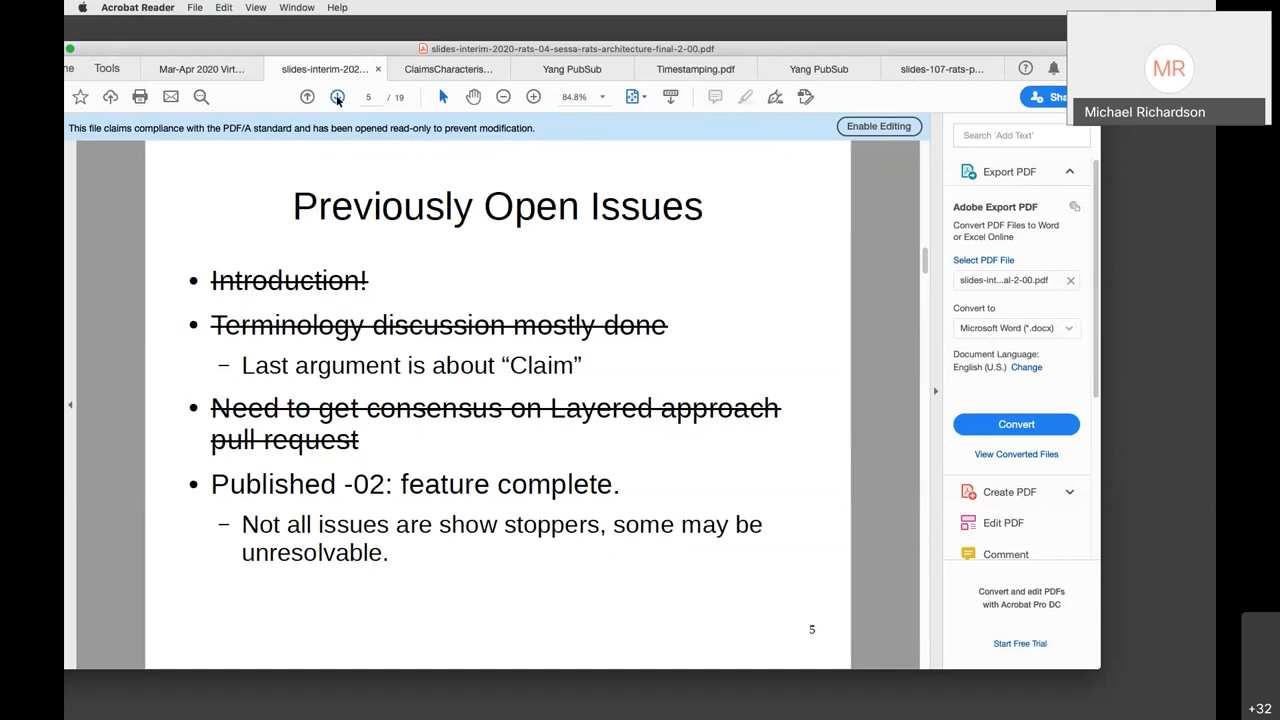 Acrobat Reader File Edit View Window Help
slides-interim-2020-rats-04-sessa-rats-architecture-final-2-00.pdf
me Tools Mar-Apr 2020 Virt... slides-interim-202... × ClaimsCharacteris... Yang PubSub Timestamping.pdf Yang PubSub slides-107-rats-p...
5 / 19 84.8% Sha
MR
Michael Richardson
This file claims compliance with the PDF/A standard and has been opened read-only to prevent modification. Enable Editing
Previously Open Issues
• Introduction!
• Terminology discussion mostly done
– Last argument is about “Claim”
• Need to get consensus on Layered approach
pull request
• Published -02: feature complete.
– Not all issues are show stoppers, some may be
unresolvable.
5
Search 'Add Text'
Export PDF
Adobe Export PDF
Convert PDF Files to Word
or Excel Online
Select PDF File
slides-int...al-2-00.pdf
Convert to
Microsoft Word (*.docx)
Document Language:
English (U.S.) Change
Convert
View Converted Files
Create PDF
Edit PDF
Comment
Convert and edit PDFs
with Acrobat Pro DC
Start Free Trial
+32